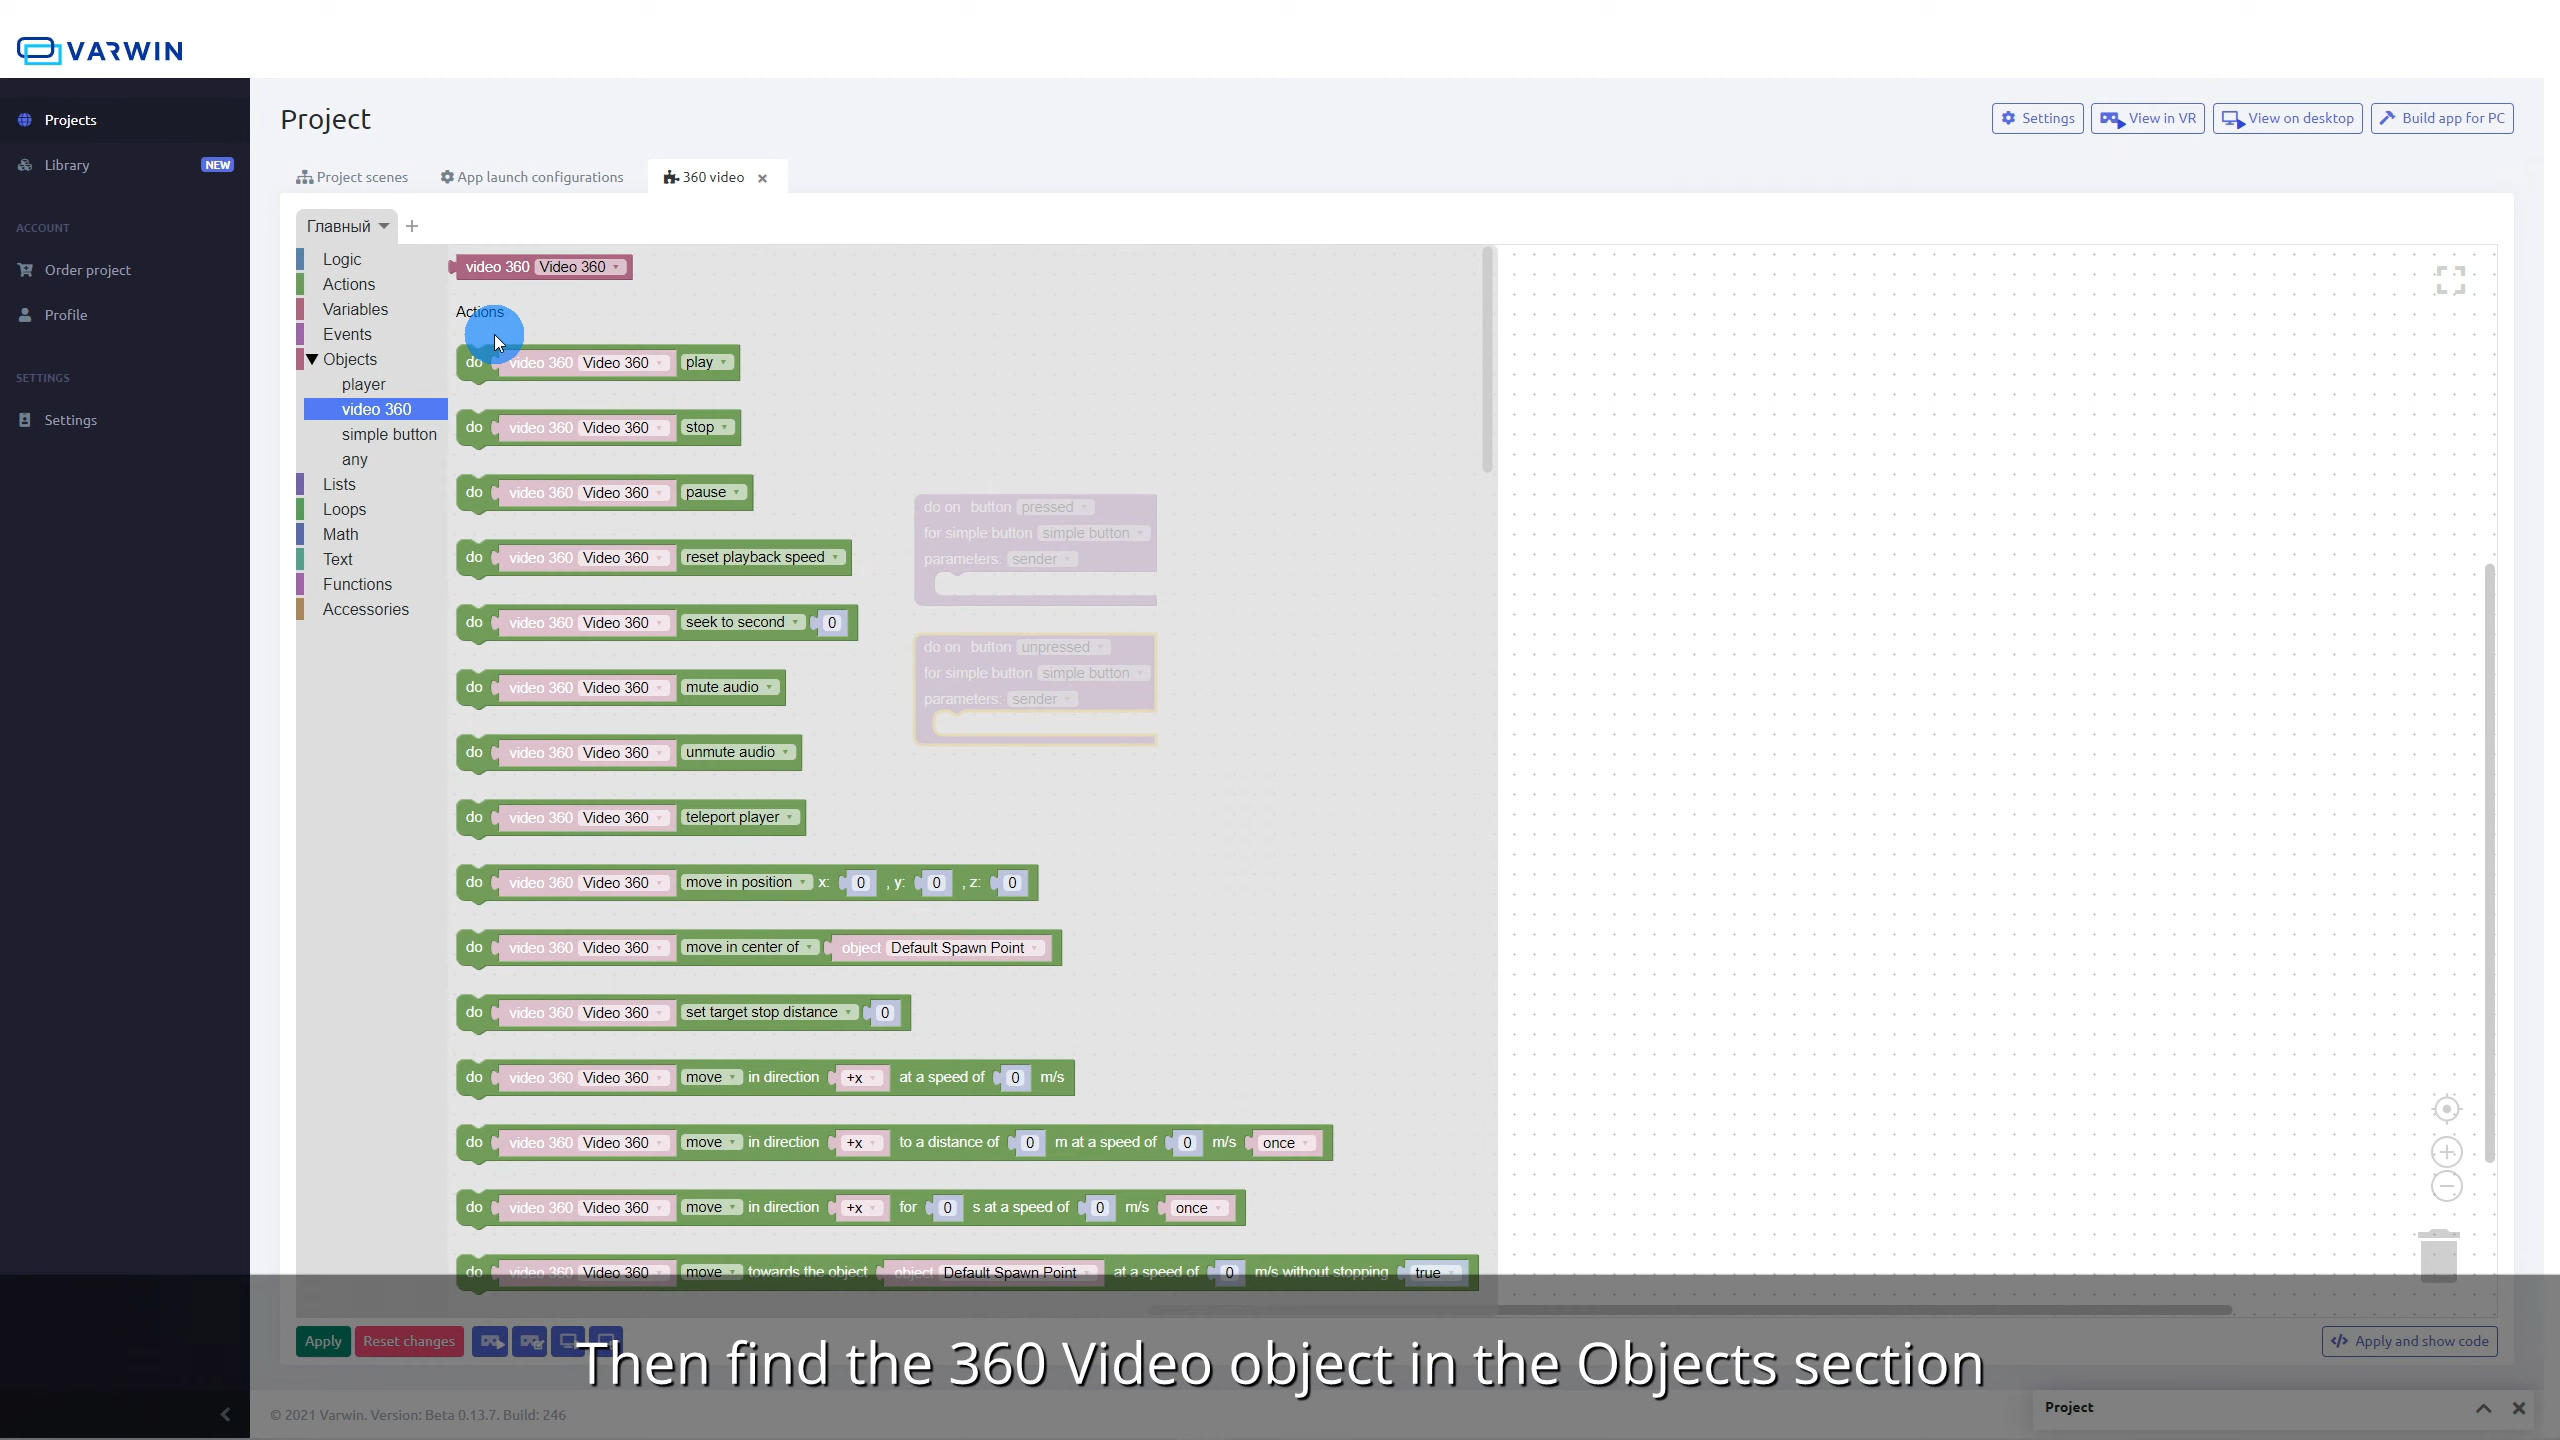 VARWIN
Projects
Library NEW
ACCOUNT
Order project
Profile
SETTINGS
Settings
Project
Settings
View in VR
View on desktop
Build app for PC
Project scenes
App launch configurations
360 video
Главный
Logic
Actions
Variables
Events
Objects
player
video 360
simple button
any
Lists
Loops
Math
Text
Functions
Accessories
video 360 Video 360
Actions
do video 360 Video 360 play
do video 360 Video 360 stop
do video 360 Video 360 pause
do video 360 Video 360 reset playback speed
do video 360 Video 360 seek to second 0
do video 360 Video 360 mute audio
do video 360 Video 360 unmute audio
do video 360 Video 360 teleport player
do video 360 Video 360 move in position x: 0 , y: 0 , z: 0
do video 360 Video 360 move in center of object Default Spawn Point
do video 360 Video 360 set target stop distance 0
do video 360 Video 360 move in direction +x at a speed of 0 m/s
do video 360 Video 360 move in direction +x to a distance of 0 m at a speed of 0 m/s once
do video 360 Video 360 move in direction +x for 0 s at a speed of 0 m/s once
do video 360 Video 360 move towards the object object Default Spawn Point at a speed of 0 m/s without stopping true
do on button pressed
for simple button simple button
parameters: sender
do on button unpressed
for simple button simple button
parameters: sender
Apply
Reset changes
Apply and show code
Then find the 360 Video object in the Objects section
© 2021 Varwin. Version: Beta 0.13.7. Build: 246
Project